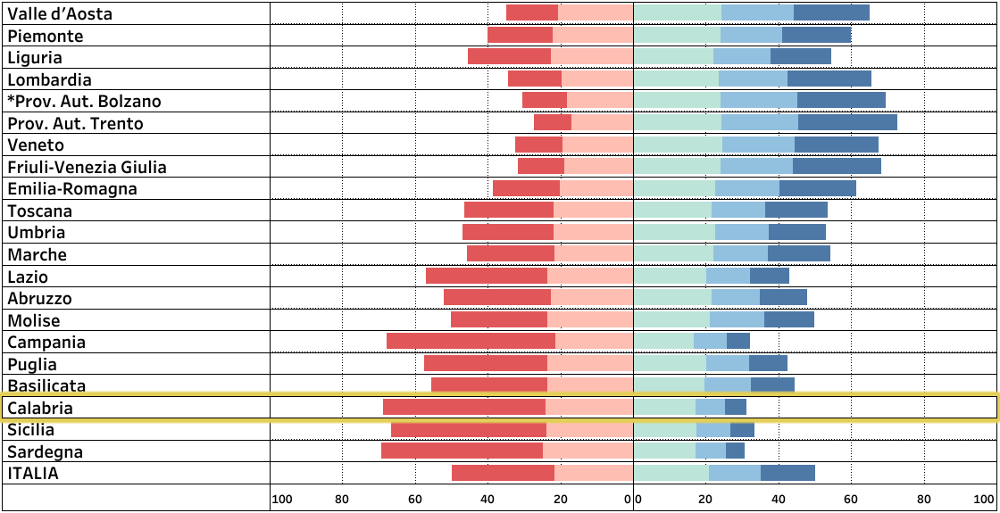 Valle d’Aosta
Piemonte
Liguria
Lombardia
*Prov. Aut. Bolzano
Prov. Aut. Trento
Veneto
Friuli-Venezia Giulia
Emilia-Romagna
Toscana
Umbria
Marche
Lazio
Abruzzo
Molise
Campania
Puglia
Basilicata
Calabria
Sicilia
Sardegna
ITALIA
100 80 60 40 20 0 0 20 40 60 80 100